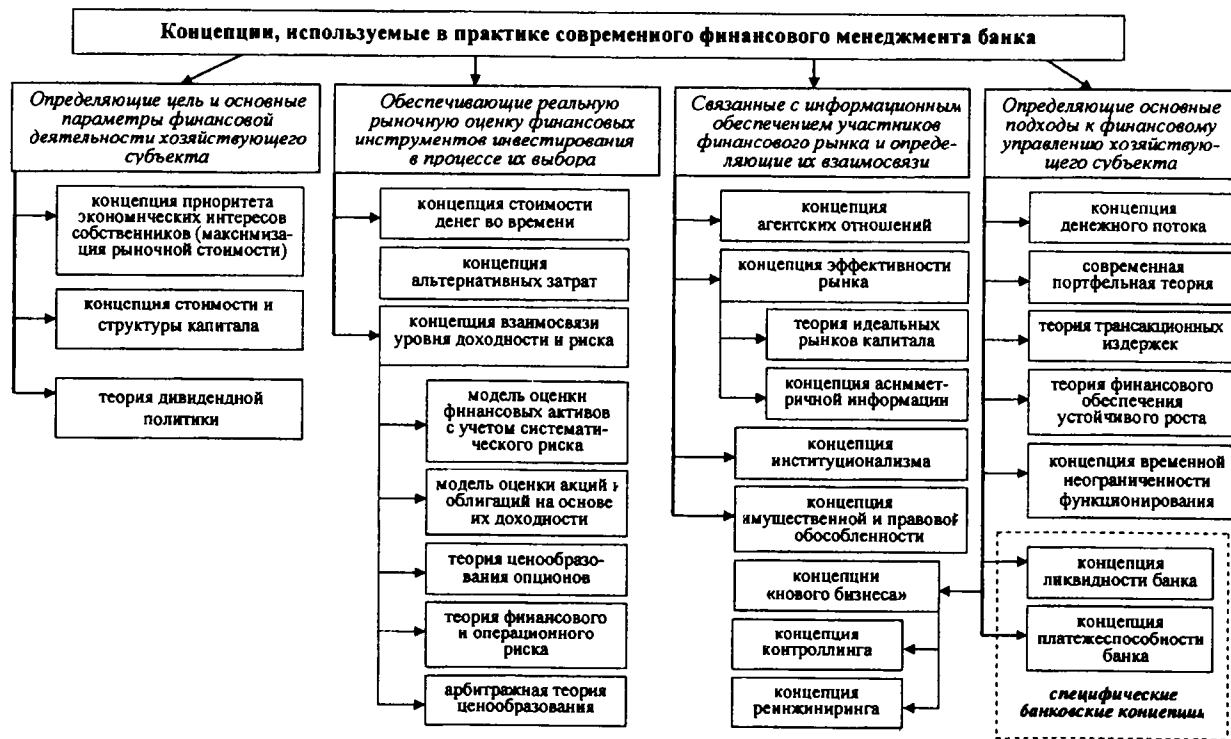 Концепции, используемые в практике современного финансового менеджмента банка
Определяющие цель и основные
параметры финансовой
деятельности хозяйствующего
субъекта
концепция приоритета
экономических интересов
собственников (максимиза-
ция рыночной стоимости)
концепция стоимости и
структуры капитала
теория дивидендной
политики
Обеспечивающие реальную
рыночную оценку финансовых
инструментов инвестирования
в процессе их выбора
концепция стоимости
денег во времени
концепция
альтернативных затрат
концепция взаимосвязи
уровня доходности и риска
модель оценки
финансовых активов
с учетом системати-
ческого риска
модель оценки акций и
облигаций на основе
их доходности
теория ценообразо-
вания опционов
теория финансового
и операционного
риска
арбитражная теория
ценообразования
Связанные с информационным
обеспечением участников
финансового рынка и опреде-
ляющие их взаимосвязи
концепция
агентских отношений
концепция эффективности
рынка
теория идеальных
рынков капитала
концепция асиммет-
ричной информации
концепция
институционализма
концепция
имущественной и правовой
обособленности
концепции
«нового бизнеса»
концепция
контроллинга
концепция
реинжиниринга
Определяющие основные
подходы к финансовому
управлению хозяйствую-
щего субъекта
концепция
денежного потока
современная
портфельная теория
теория трансакционных
издержек
теория финансового
обеспечения
устойчивого роста
концепция временной
неограниченности
функционирования
концепция
ликвидности банка
концепция
платежеспособности
банка
специфические
банковские концепции